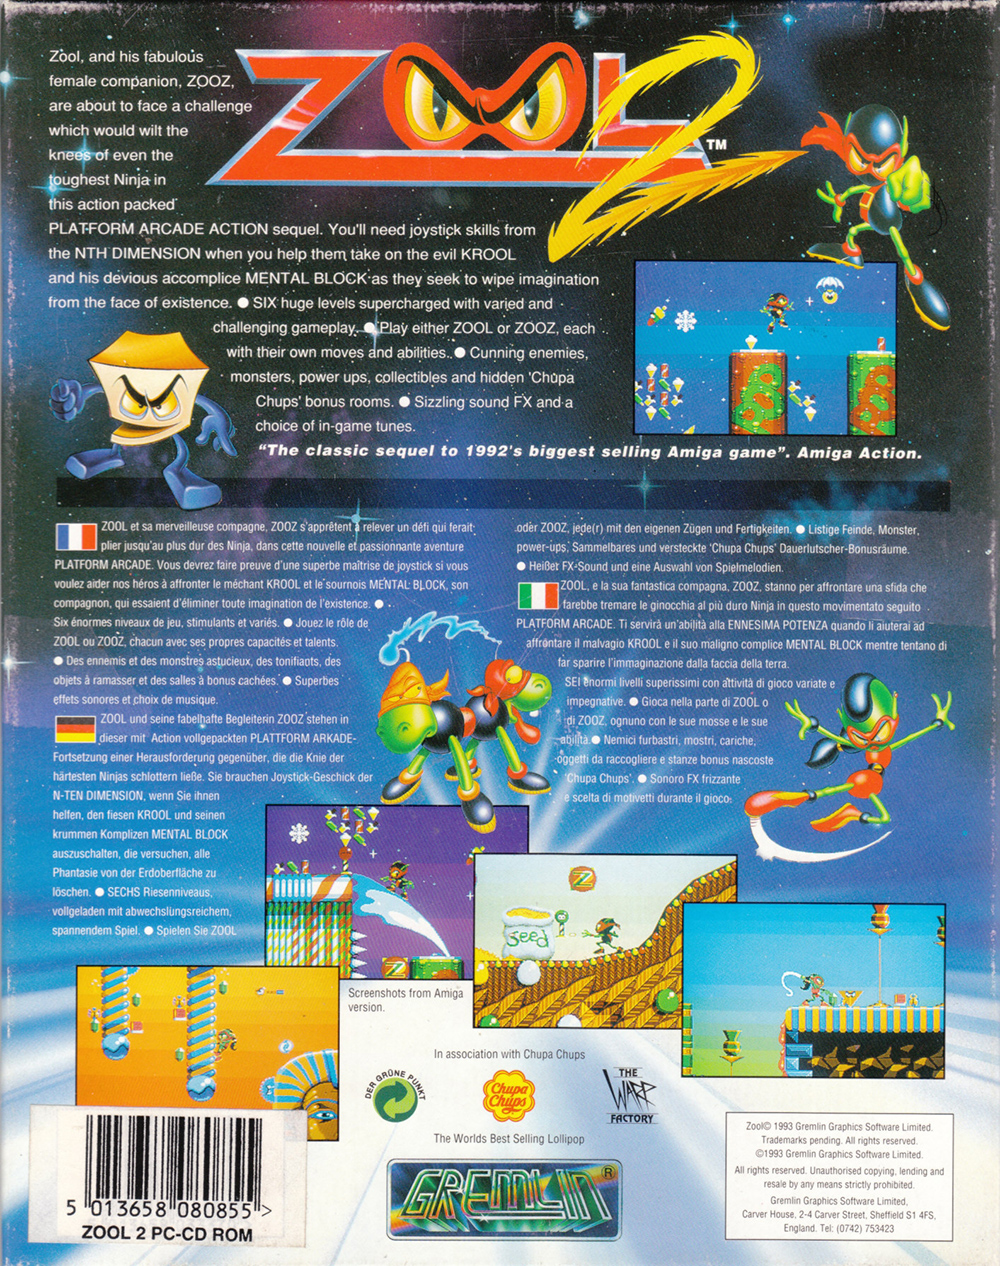 Zool, and his fabulous
female companion, ZOOZ,
are about to face a challenge
which would wilt the
knees of even the
toughest Ninja in
this action packed
PLATFORM ARCADE ACTION sequel. You'll need joystick skills from
the NTH DIMENSION when you help them take on the evil KROOL
and his devious accomplice MENTAL BLOCK as they seek to wipe imagination
from the face of existence. ● SIX huge levels supercharged with varied and
challenging gameplay. ● Play either ZOOL or ZOOZ, each
with their own moves and abilities. ● Cunning enemies,
monsters, power ups, collectibles and hidden 'Chupa
Chups' bonus rooms. ● Sizzling sound FX and a
choice of in-game tunes.
ZOOL 2 ™
"The classic sequel to 1992's biggest selling Amiga game". Amiga Action.
ZOOL et sa merveilleuse compagne, ZOOZ s'apprêtent à relever un défi qui ferait
plier jusqu'au plus dur des Ninja, dans cette nouvelle et passionnante aventure
PLATFORM ARCADE. Vous devrez faire preuve d'une superbe maîtrise de joystick si vous
voulez aider nos héros à affronter le méchant KROOL et le sournois MENTAL BLOCK, son
compagnon, qui essaient d'éliminer toute imagination de l'existence. ●
Six énormes niveaux de jeu, stimulants et variés. ● Jouez le rôle de
ZOOL ou ZOOZ, chacun avec ses propres capacités et talents.
● Des ennemis et des monstres astucieux, des tonifiants, des
objets à ramasser et des salles à bonus cachées. ● Superbes
effets sonores et choix de musique.
ZOOL und seine fabelhafte Begleiterin ZOOZ stehen in
dieser mit Action vollgepackten PLATTFORM ARKADE-
Fortsetzung einer Herausforderung gegenüber, die die Knie der
härtesten Ninjas schlottern ließe. Sie brauchen Joystick-Geschick der
N-TEN DIMENSION, wenn Sie ihnen
helfen, den fiesen KROOL und seinen
krummen Komplizen MENTAL BLOCK
auszuschalten, die versuchen, alle
Phantasie von der Erdoberfläche zu
löschen. ● SECHS Riesenniveaus,
vollgeladen mit abwechslungsreichem,
spannendem Spiel. ● Spielen Sie ZOOL
oder ZOOZ, jede(r) mit den eigenen Zügen und Fertigkeiten. ● Listige Feinde, Monster,
power-ups, Sammelbares und versteckte 'Chupa Chups' Dauerlutscher-Bonusräume.
● Heißer FX-Sound und eine Auswahl von Spielmelodien.
ZOOL, e la sua fantastica compagna, ZOOZ, stanno per affrontare una sfida che
farebbe tremare le ginocchia al più duro Ninja in questo movimentato seguito
PLATFORM ARCADE. Ti servirà un'abilità alla ENNESIMA POTENZA quando li aiuterai ad
affrontare il malvagio KROOL e il suo maligno complice MENTAL BLOCK mentre tentano di
far sparire l'immaginazione dalla faccia della terra.
SEI enormi livelli superissimi con attività di gioco variate e
impegnative. ● Gioca nella parte di ZOOL o
di ZOOZ, ognuno con le sue mosse e le sue
abilità ● Nemici furbastri, mostri, cariche,
oggetti da raccogliere e stanze bonus nascoste
'Chupa Chups'. ● Sonoro FX frizzante
e scelta di motivetti durante il gioco.
Seed
Z
Z
Screenshots from Amiga
version.
In association with Chupa Chups
DER GRÜNE PUNKT
Chupa
Chups
THE
WARP
FACTORY
The Worlds Best Selling Lollipop
GREMLIN ®
5 013658 080855 >
ZOOL 2 PC-CD ROM
Zool© 1993 Gremlin Graphics Software Limited.
Trademarks pending. All rights reserved.
©1993 Gremlin Graphics Software Limited.
All rights reserved. Unauthorised copying, lending and
resale by any means strictly prohibited.
Gremlin Graphics Software Limited,
Carver House, 2-4 Carver Street, Sheffield S1 4FS,
England. Tel: (0742) 753423